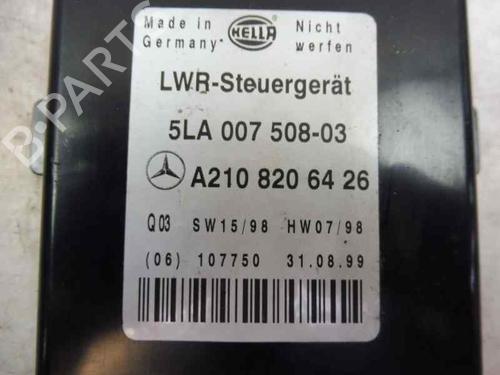 Made in
Germany
HELLA
Nicht
werfen
LWR-Steuergerät
5LA 007 508-03
A210 820 64 26
Q03 SW15/98 HW07/98
(06) 107750 31.08.99
B-PARTS